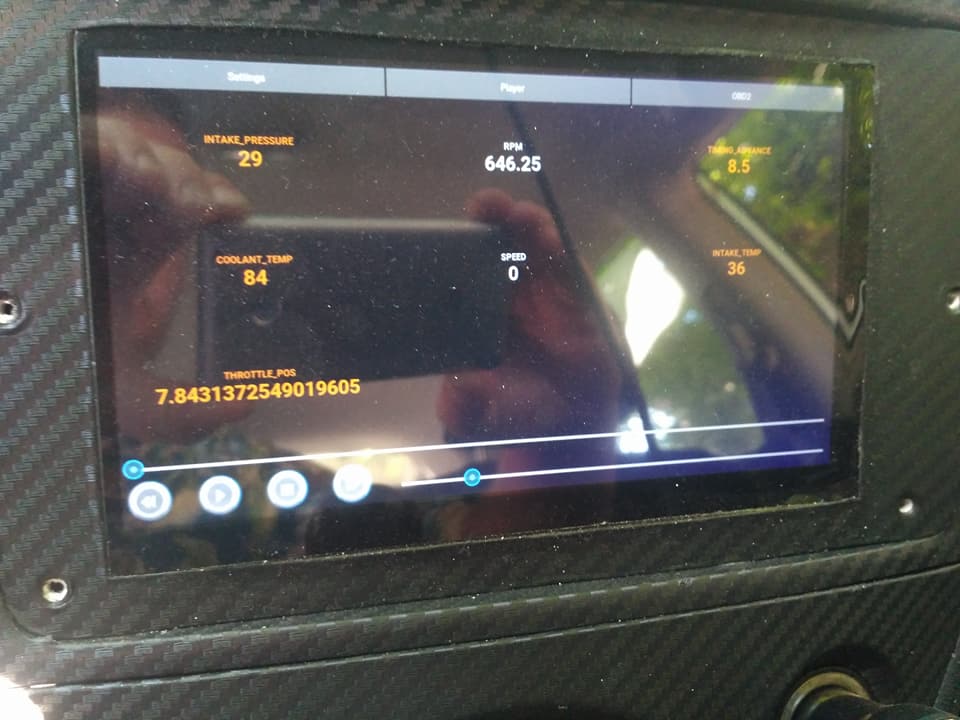 Settings
Player
OBD2
INTAKE_PRESSURE
29
RPM
646.25
TIMING_ADVANCE
8.5
COOLANT_TEMP
84
SPEED
0
INTAKE_TEMP
36
THROTTLE_POS
7.8431372549019605